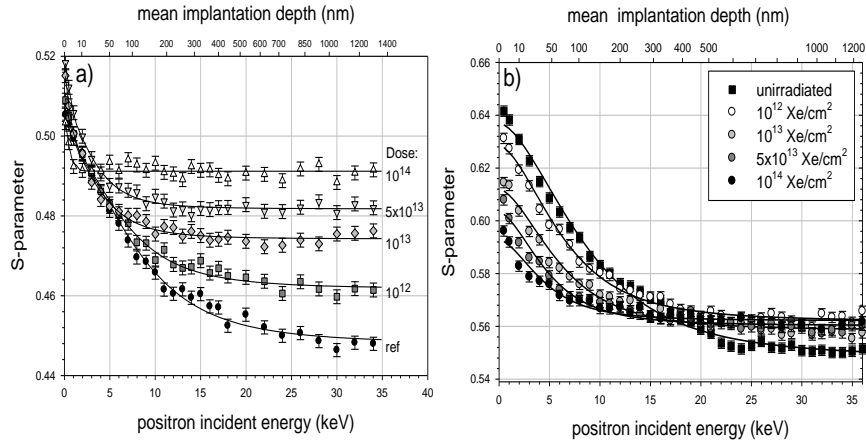 mean implantation depth (nm)
0 10 50 100 200 300 400 500 600 700 850 1000 1200 1400
a)
0.52
0.50
0.48
0.46
0.44
S-parameter
Dose:
10¹⁴
5x10¹³
10¹³
10¹²
ref
0 5 10 15 20 25 30 35 40
positron incident energy (keV)
mean implantation depth (nm)
0 10 50 100 200 300 400 500 1000 1200
b)
0.66
0.64
0.62
0.60
0.58
0.56
0.54
S-parameter
unirradiated
10¹² Xe/cm²
10¹³ Xe/cm²
5x10¹³ Xe/cm²
10¹⁴ Xe/cm²
0 5 10 15 20 25 30 35
positron incident energy (keV)